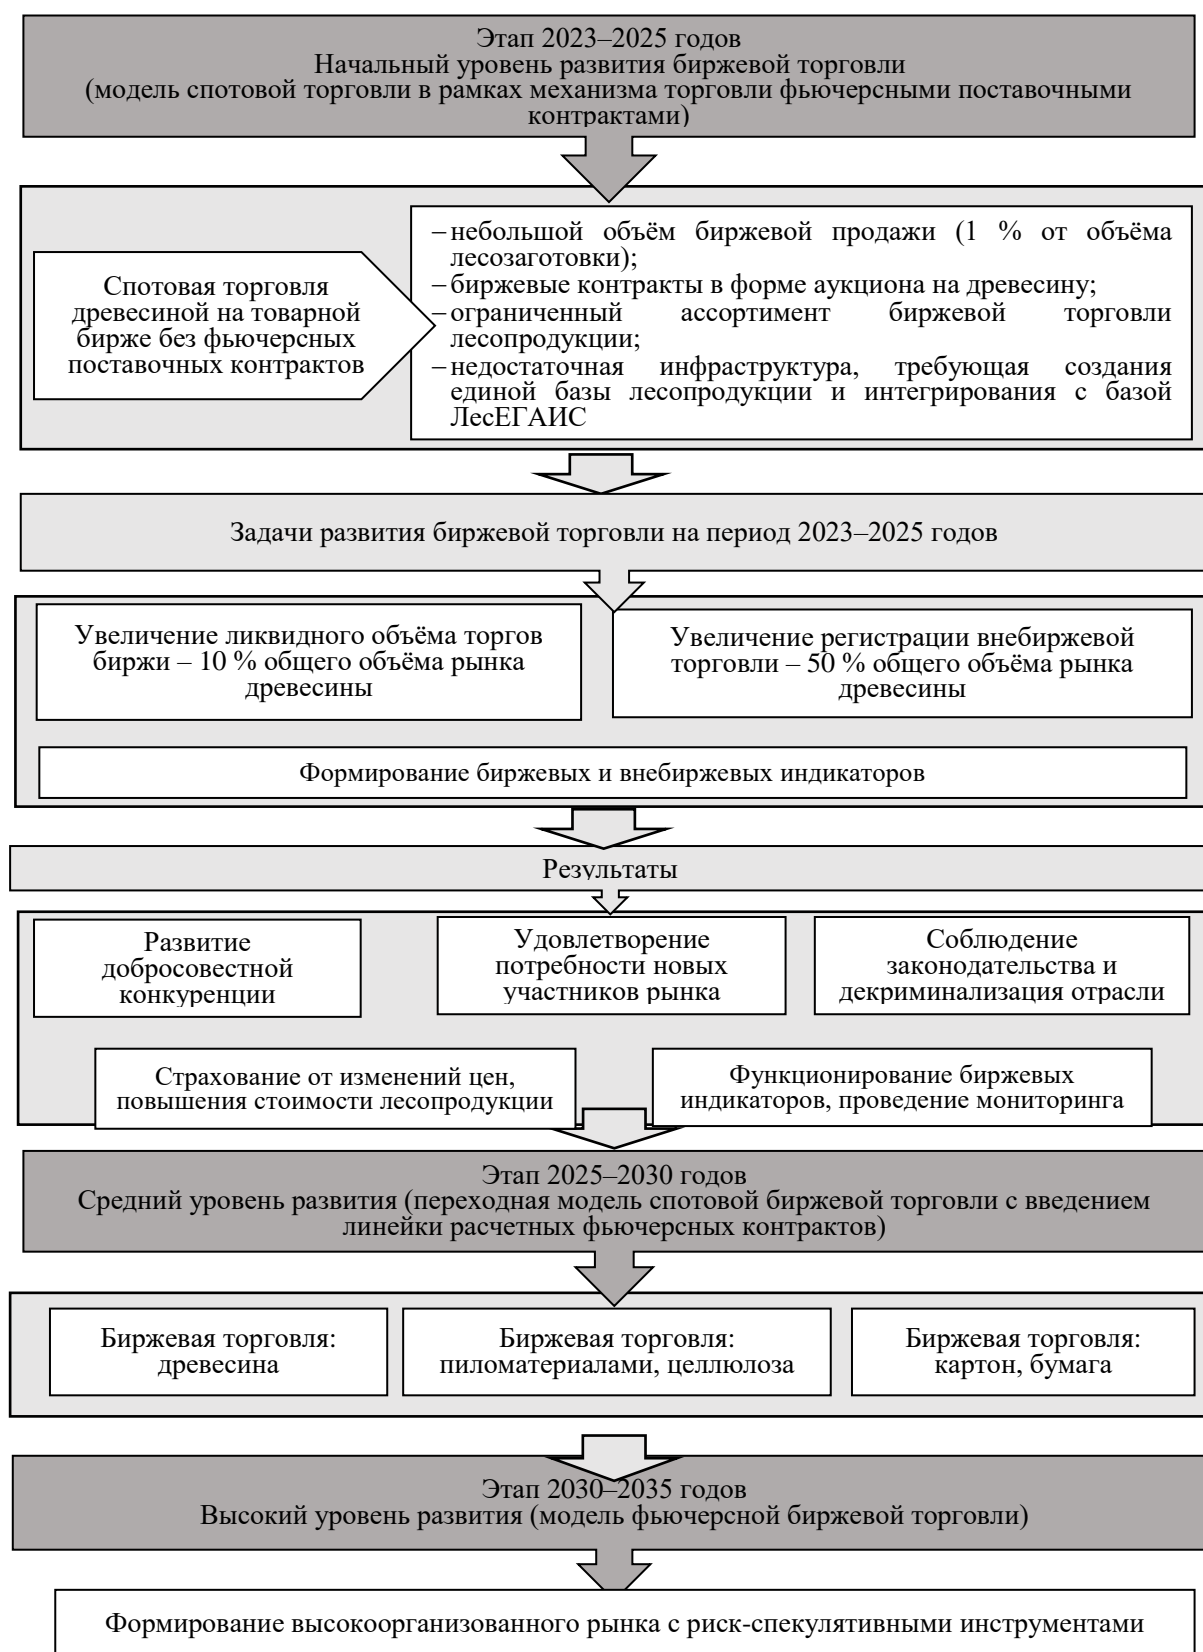 Этап 2023–2025 годов
Начальный уровень развития биржевой торговли
(модель спотовой торговли в рамках механизма торговли фьючерсными поставочными
контрактами)
Спотовая торговля
древесиной на товарной
бирже без фьючерсных
поставочных контрактов
– небольшой объём биржевой продажи (1 % от объёма
лесозаготовки);
– биржевые контракты в форме аукциона на древесину;
– ограниченный ассортимент биржевой торговли
лесопродукции;
– недостаточная инфраструктура, требующая создания
единой базы лесопродукции и интегрирования с базой
ЛесЕГАИС
Задачи развития биржевой торговли на период 2023–2025 годов
Увеличение ликвидного объёма торгов
биржи – 10 % общего объёма рынка
древесины
Увеличение регистрации внебиржевой
торговли – 50 % общего объёма рынка
древесины
Формирование биржевых и внебиржевых индикаторов
Результаты
Развитие
добросовестной
конкуренции
Удовлетворение
потребности новых
участников рынка
Соблюдение
законодательства и
декриминализация отрасли
Страхование от изменений цен,
повышения стоимости лесопродукции
Функционирование биржевых
индикаторов, проведение мониторинга
Этап 2025–2030 годов
Средний уровень развития (переходная модель спотовой биржевой торговли с введением
линейки расчетных фьючерсных контрактов)
Биржевая торговля:
древесина
Биржевая торговля:
пиломатериалами, целлюлоза
Биржевая торговля:
картон, бумага
Этап 2030–2035 годов
Высокий уровень развития (модель фьючерсной биржевой торговли)
Формирование высокоорганизованного рынка с риск-спекулятивными инструментами